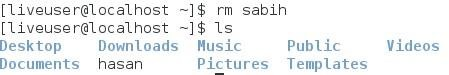 [liveuser@localhost ~]$ rm sabih
[liveuser@localhost ~]$ ls
Desktop Downloads Music Public Videos
Documents hasan Pictures Templates